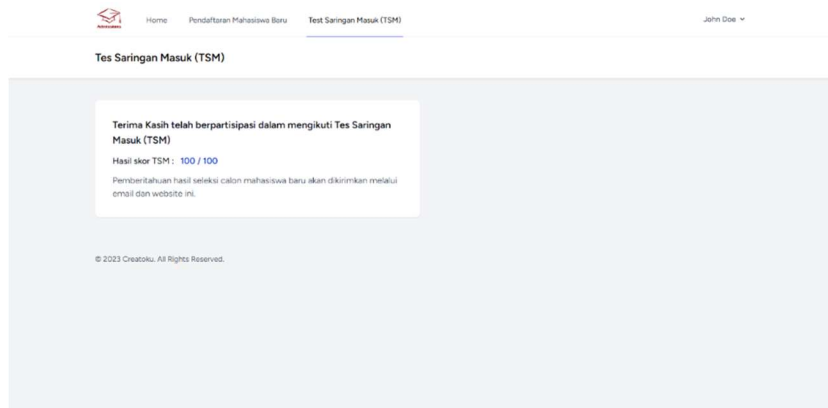 Home Pendaftaran Mahasiswa Baru Test Saringan Masuk (TSM) John Doe
Tes Saringan Masuk (TSM)
Terima Kasih telah berpartisipasi dalam mengikuti Tes Saringan
Masuk (TSM)
Hasil skor TSM : 100 / 100
Pemberitahuan hasil seleksi calon mahasiswa baru akan dikirimkan melalui
email dan website ini.
© 2023 Creatoku. All Rights Reserved.